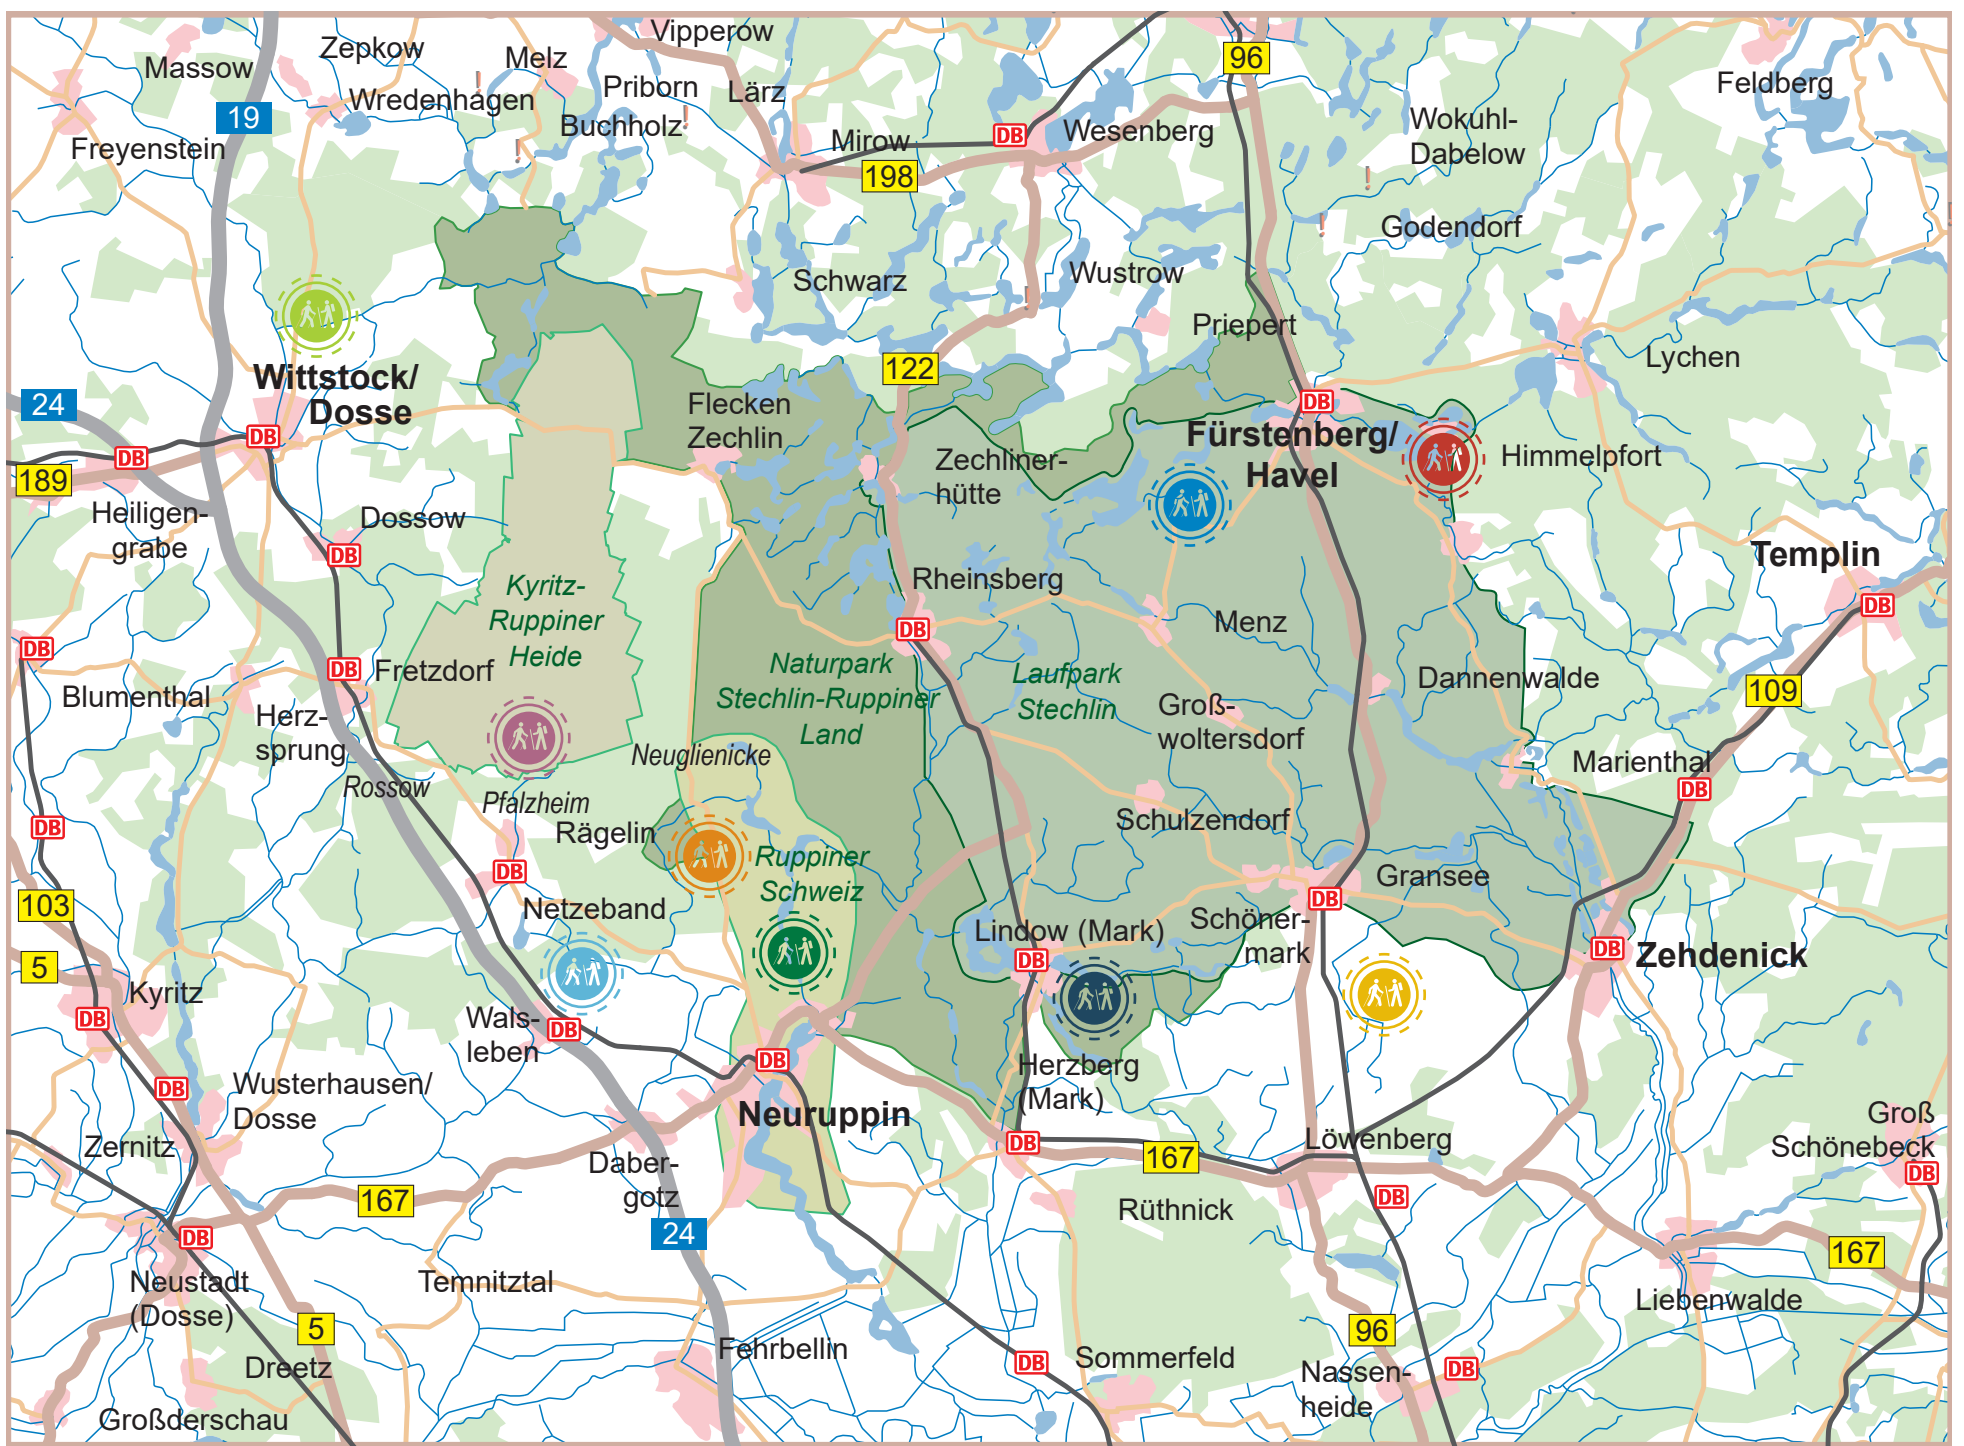 Vipperow
Zepkow
Melz
96
Massow
Priborn
Lärz
Feldberg
Wredenhagen
19
Buchholz
Wokuhl-
Dabelow
Wesenberg
DB
Mirow
Freyenstein
198
Godendorf
Schwarz
Wustrow
Priepert
Lychen
122
Wittstock/
Dosse
24
Flecken
Zechlin
DB
Fürstenberg/
Havel
DB
DB
Himmelpfort
Zechliner-
hütte
189
Heiligen-
grabe
Dossow
DB
Templin
DB
Kyritz-
Ruppiner
Heide
Rheinsberg
DB
Menz
DB
DB
Fretzdorf
Naturpark
Stechlin-Ruppiner
Land
Laufpark
Stechlin
Dannenwalde
109
Blumenthal
Herz-
sprung
Groß-
woltersdorf
Neuglienicke
Marienthal
DB
Rossow
Pfalzheim
Rägelin
Schulzendorf
DB
Ruppiner
Schweiz
DB
Gransee
DB
103
Netzeband
Schöner-
mark
Lindow (Mark)
DB
DB
Zehdenick
5
Kyritz
DB
Wals-
leben
DB
DB
Herzberg
(Mark)
DB
Wusterhausen/
Dosse
Neuruppin
Groß
Schönebeck
DB
Zernitz
DB
167
Löwenberg
DB
Daber-
gotz
167
Rüthnick
24
DB
167
Neustadt
(Dosse)
Temnitztal
Liebenwalde
5
96
Fehrbellin
DB
Sommerfeld
Nassen-
heide
DB
Dreetz
Großderschau